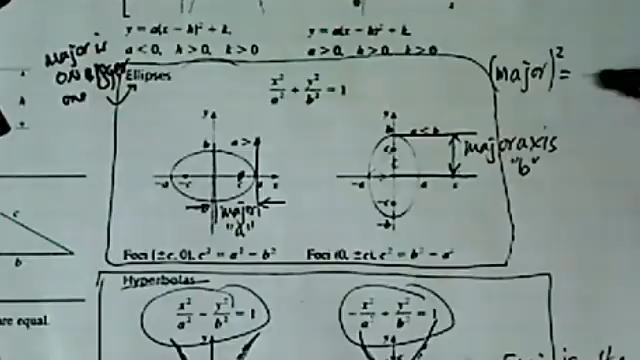 y = a(x − h)² + k,
a < 0, h > 0, k > 0
y = a(x − h)² + k,
a > 0, h > 0, k > 0
major is
on
one
Ellipses
x²/a² + y²/b² = 1
(major)² =
y
b
a >
−a
−c
c
a
x
−b
major
"a"
y
b
a < b
c
−a
a
x
−c
−b
major axis
"b"
Foci (±c, 0), c² = a² − b²
Foci (0, ±c), c² = b² − a²
c
b
are equal.
Hyperbolas
x²/a² − y²/b² = 1
−x²/a² + y²/b² = 1
y
y